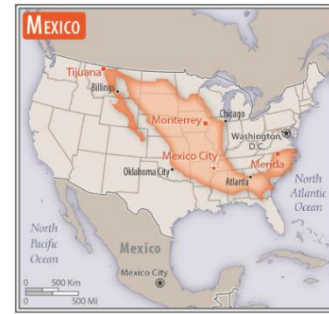 MEXICO
Tijuana
Billings
Monterrey
Chicago
Washington,
D.C.
Mexico City
Merida
Oklahoma City
Atlanta
North
Atlantic
Ocean
North
Pacific
Ocean
Mexico
Mexico City
0 500 Km
0 500 Mi